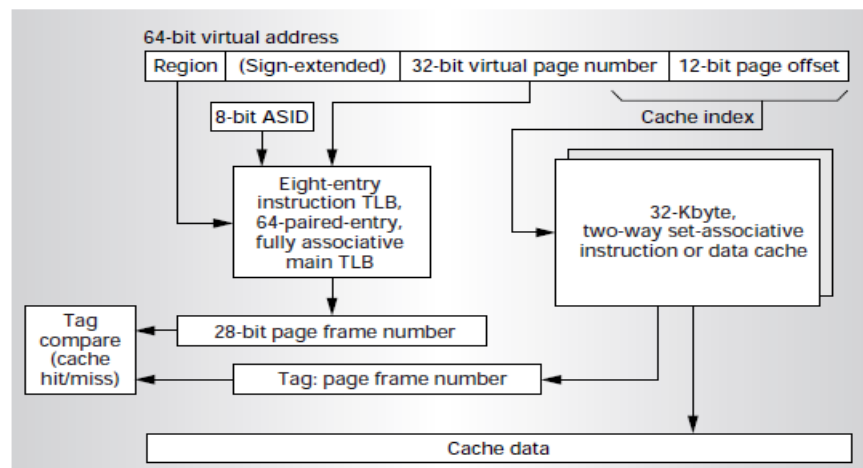 64-bit virtual address
Region (Sign-extended) 32-bit virtual page number 12-bit page offset
8-bit ASID
Cache index
Eight-entry
instruction TLB,
64-paired-entry,
fully associative
main TLB
32-Kbyte,
two-way set-associative
instruction or data cache
Tag
compare
(cache
hit/miss)
28-bit page frame number
Tag: page frame number
Cache data